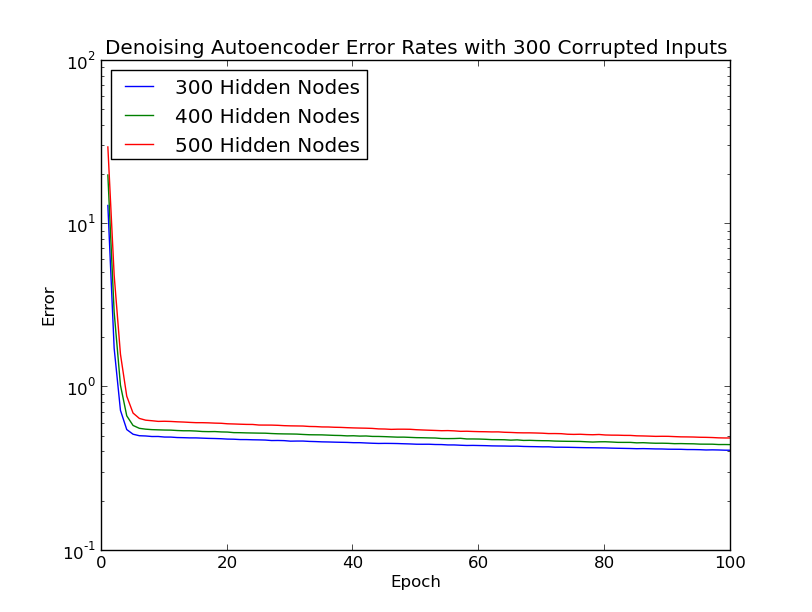 Denoising Autoencoder Error Rates with 300 Corrupted Inputs
10^2
300 Hidden Nodes
400 Hidden Nodes
500 Hidden Nodes
10^1
Error
10^0
10^-1
0 20 40 60 80 100
Epoch